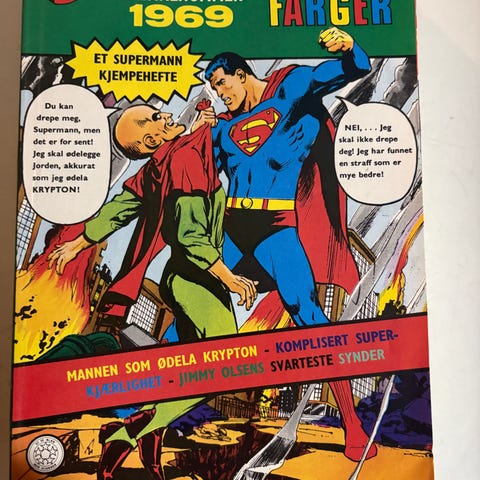 1969
FARGER
ET SUPERMANN
KJEMPEHEFTE
Du kan
drepe meg,
Supermann, men
det er for sent!
Jeg skal ødelegge
Jorden, akkurat
som jeg ødela
KRYPTON!
NEI, . . . Jeg
skal ikke drepe
deg! Jeg har funnet
en straff som er
mye bedre!
S
MANNEN SOM ØDELA KRYPTON - KOMPLISERT SUPER-
KJÆRLIGHET - JIMMY OLSENS SVARTESTE SYNDER